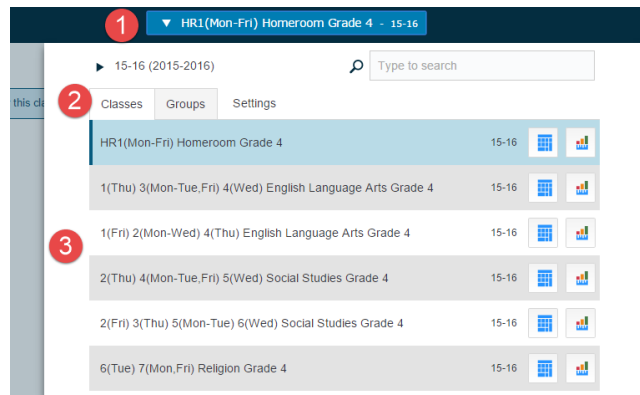 1 ▼ HR1(Mon-Fri) Homeroom Grade 4 - 15-16
▶ 15-16 (2015-2016) Type to search
this cla
2 Classes Groups Settings
HR1(Mon-Fri) Homeroom Grade 4 15-16
1(Thu) 3(Mon-Tue,Fri) 4(Wed) English Language Arts Grade 4 15-16
3
1(Fri) 2(Mon-Wed) 4(Thu) English Language Arts Grade 4 15-16
2(Thu) 4(Mon-Tue,Fri) 5(Wed) Social Studies Grade 4 15-16
2(Fri) 3(Thu) 5(Mon-Tue) 6(Wed) Social Studies Grade 4 15-16
6(Tue) 7(Mon,Fri) Religion Grade 4 15-16